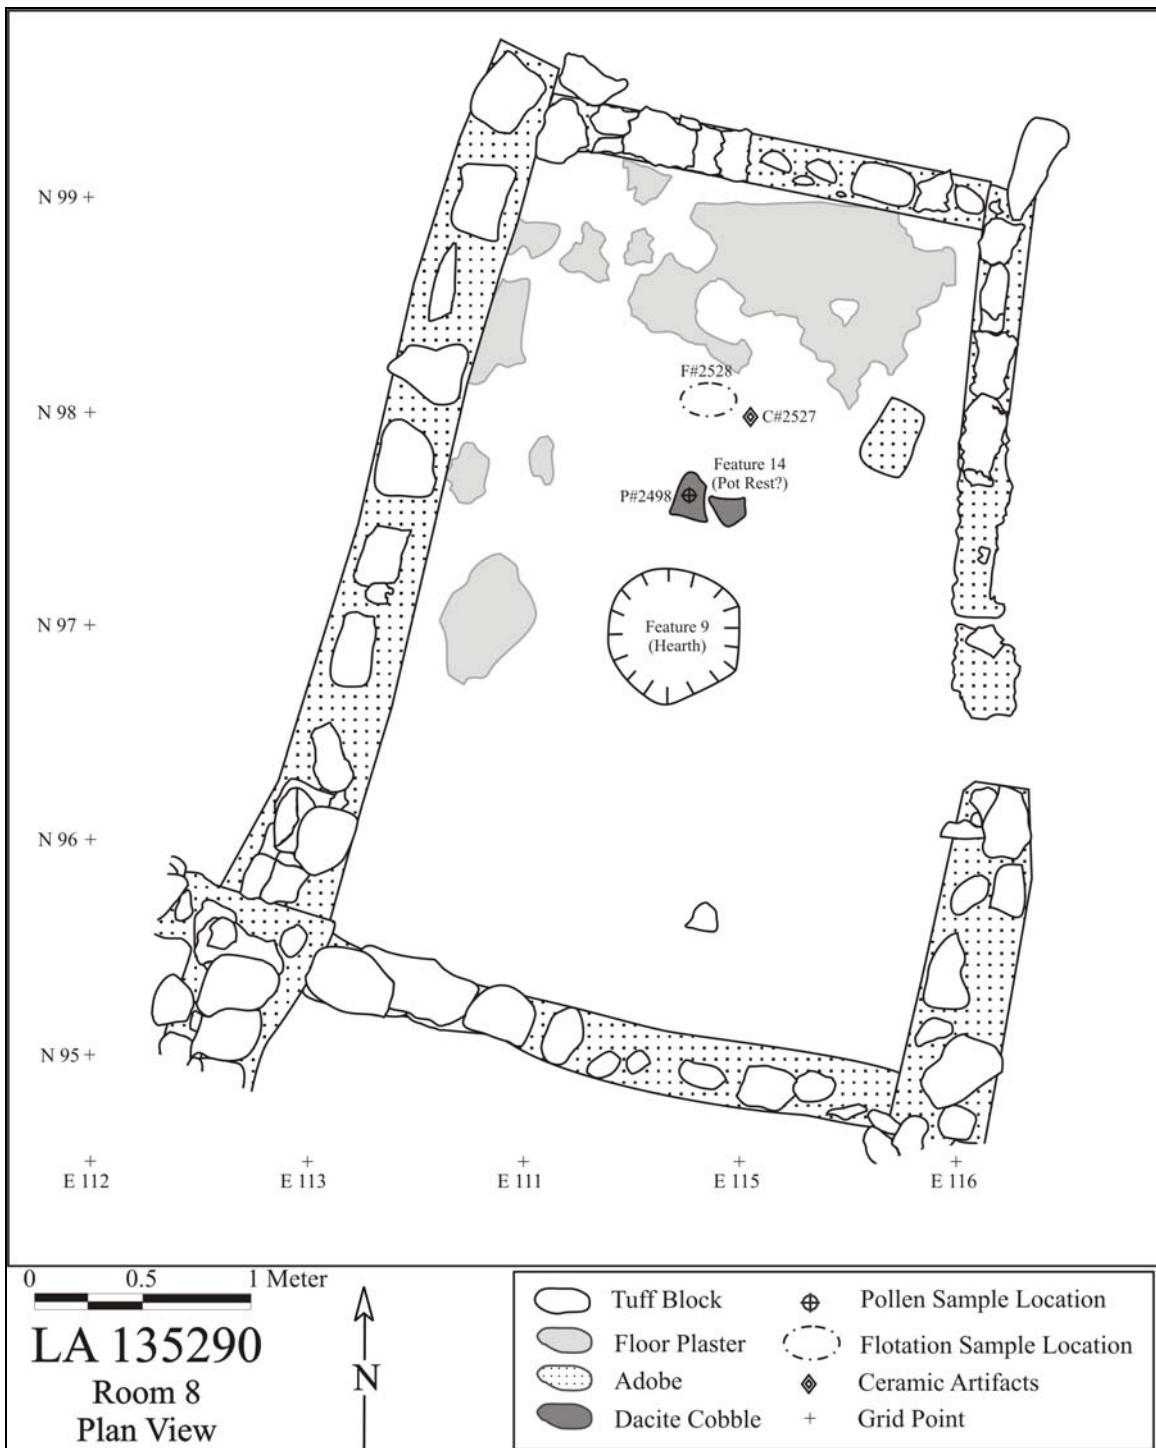 N 99
F#2528
N 98
C#2527
Feature 14
(Pot Rest?)
P#2498
N 97
Feature 9
(Hearth)
N 96
N 95
E 112
E 113
E 111
E 115
E 116
0 0.5 1 Meter
LA 135290
Room 8
Plan View
N
Tuff Block
Floor Plaster
Adobe
Dacite Cobble
Pollen Sample Location
Flotation Sample Location
Ceramic Artifacts
Grid Point